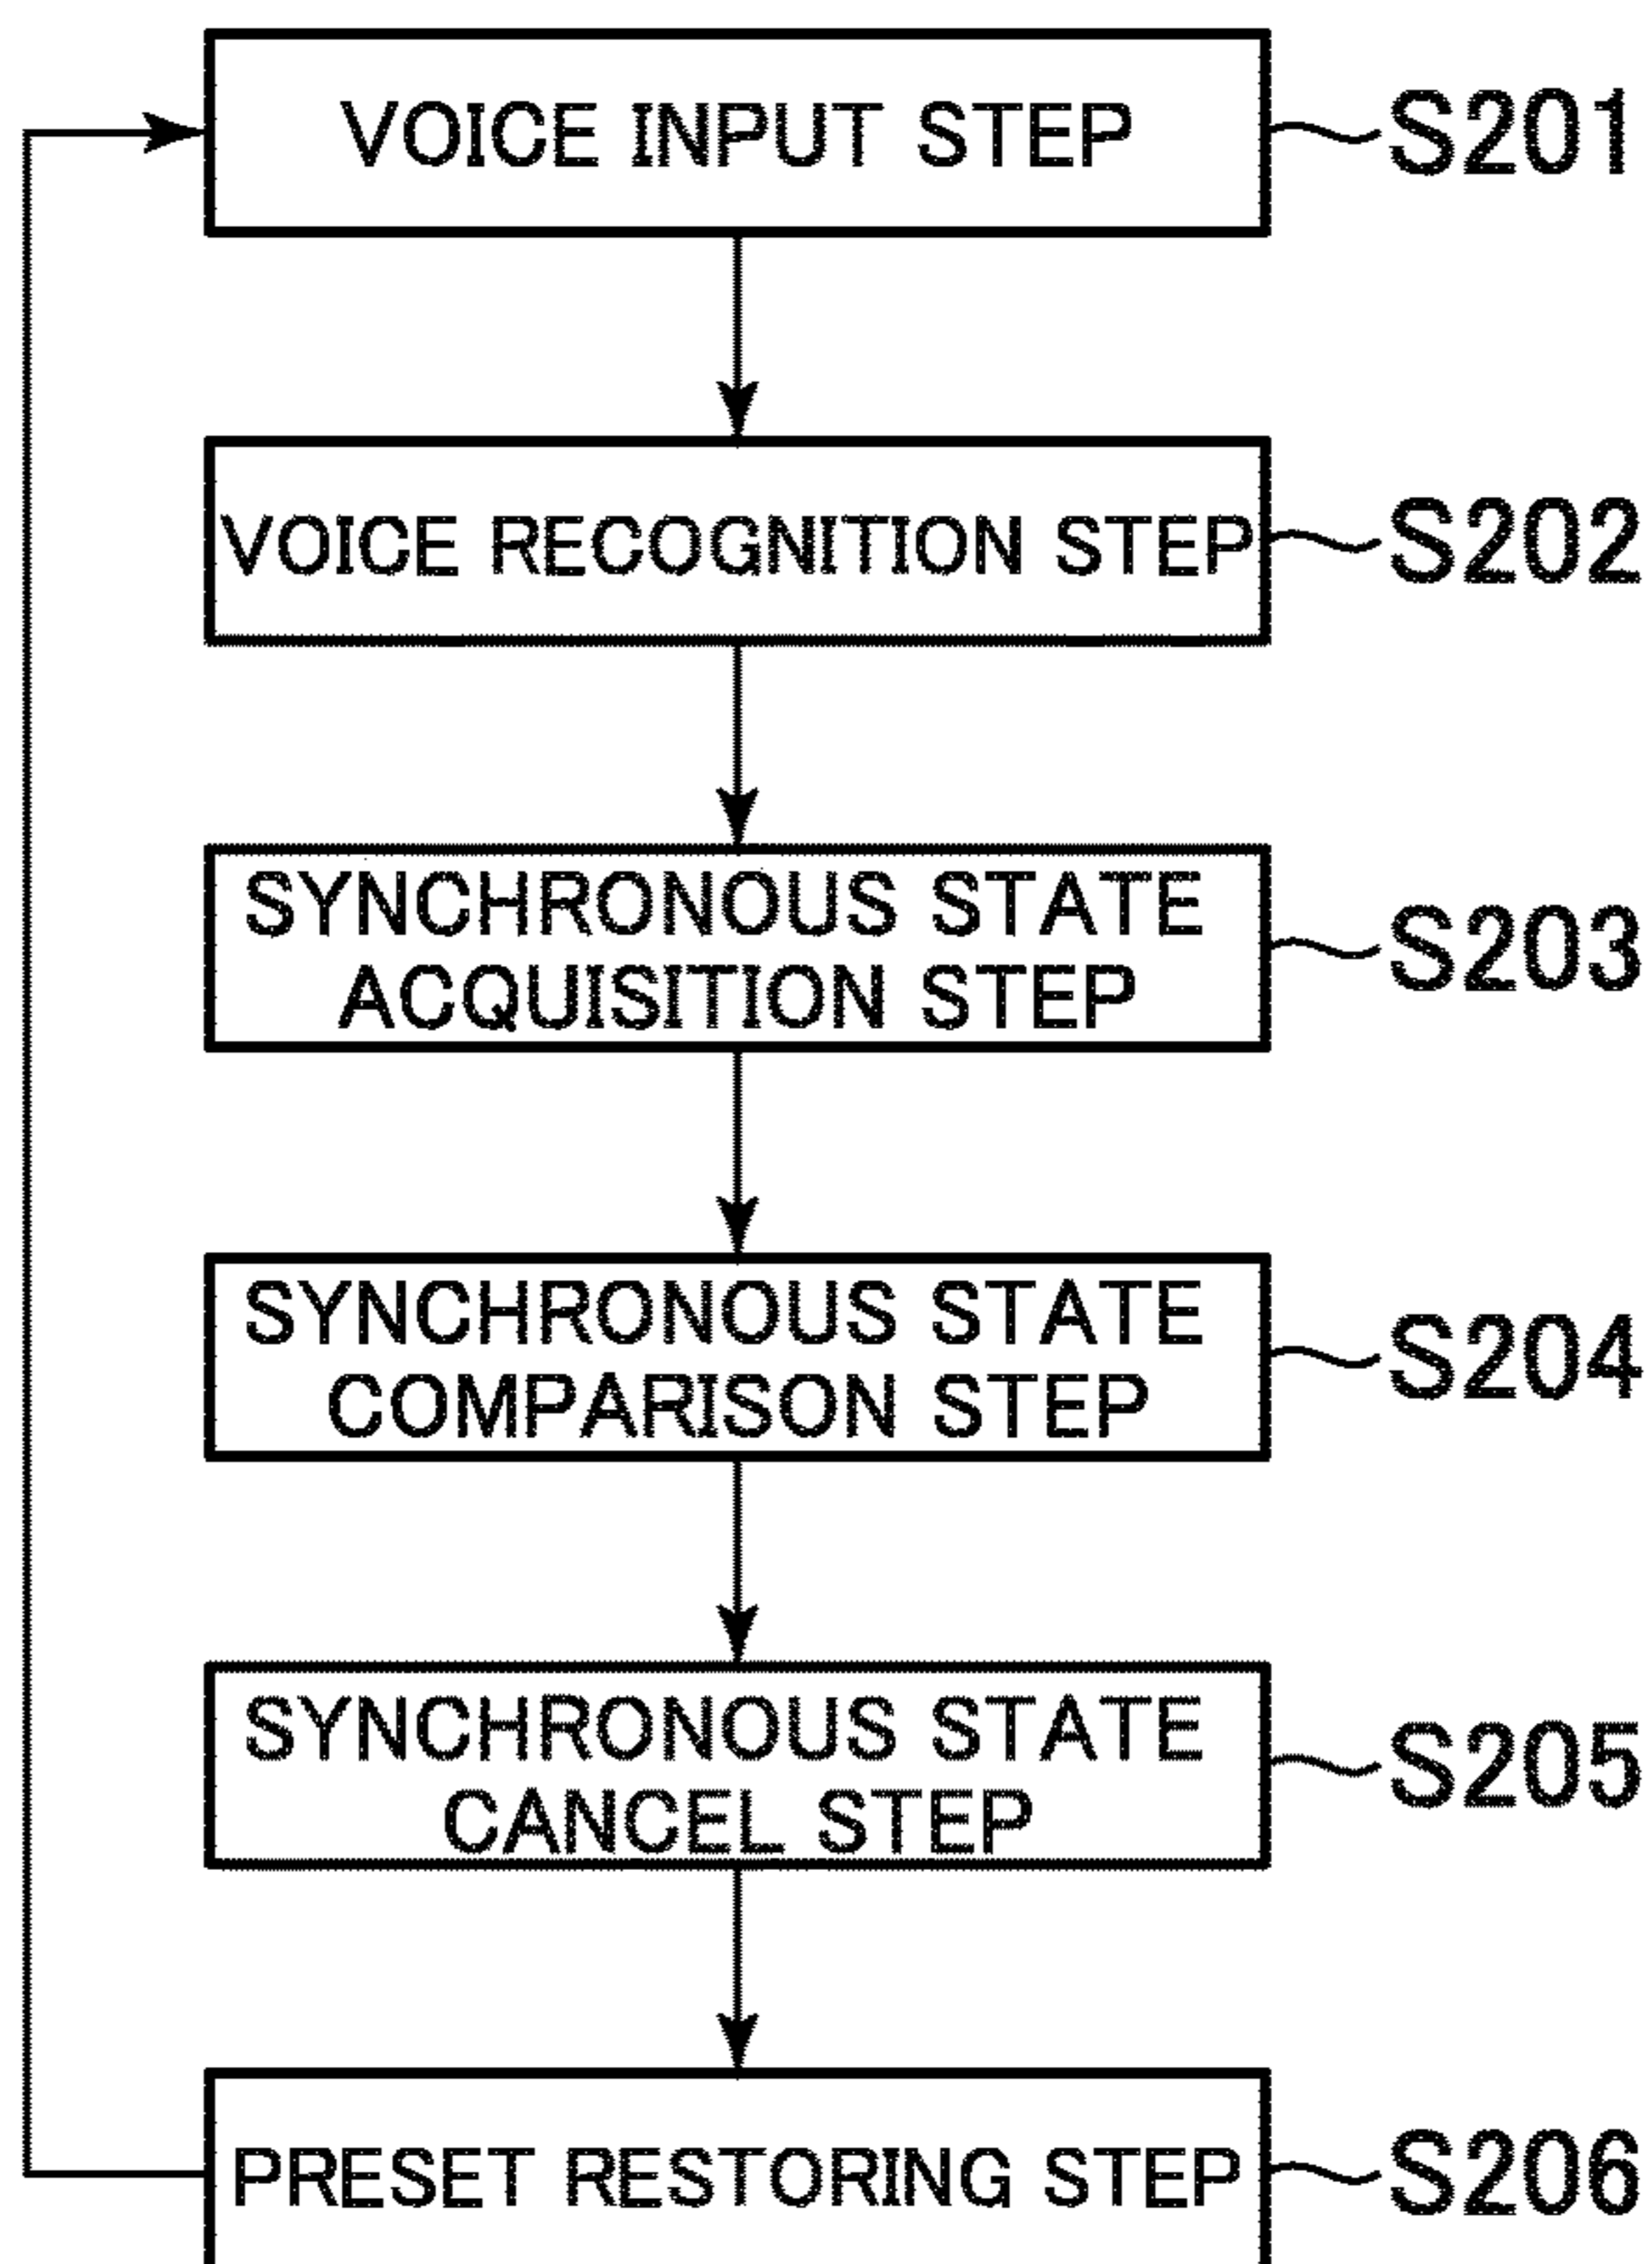 VOICE INPUT STEP
S201
VOICE RECOGNITION STEP
S202
SYNCHRONOUS STATE
ACQUISITION STEP
S203
SYNCHRONOUS STATE
COMPARISON STEP
S204
SYNCHRONOUS STATE
CANCEL STEP
S205
PRESET RESTORING STEP
S206